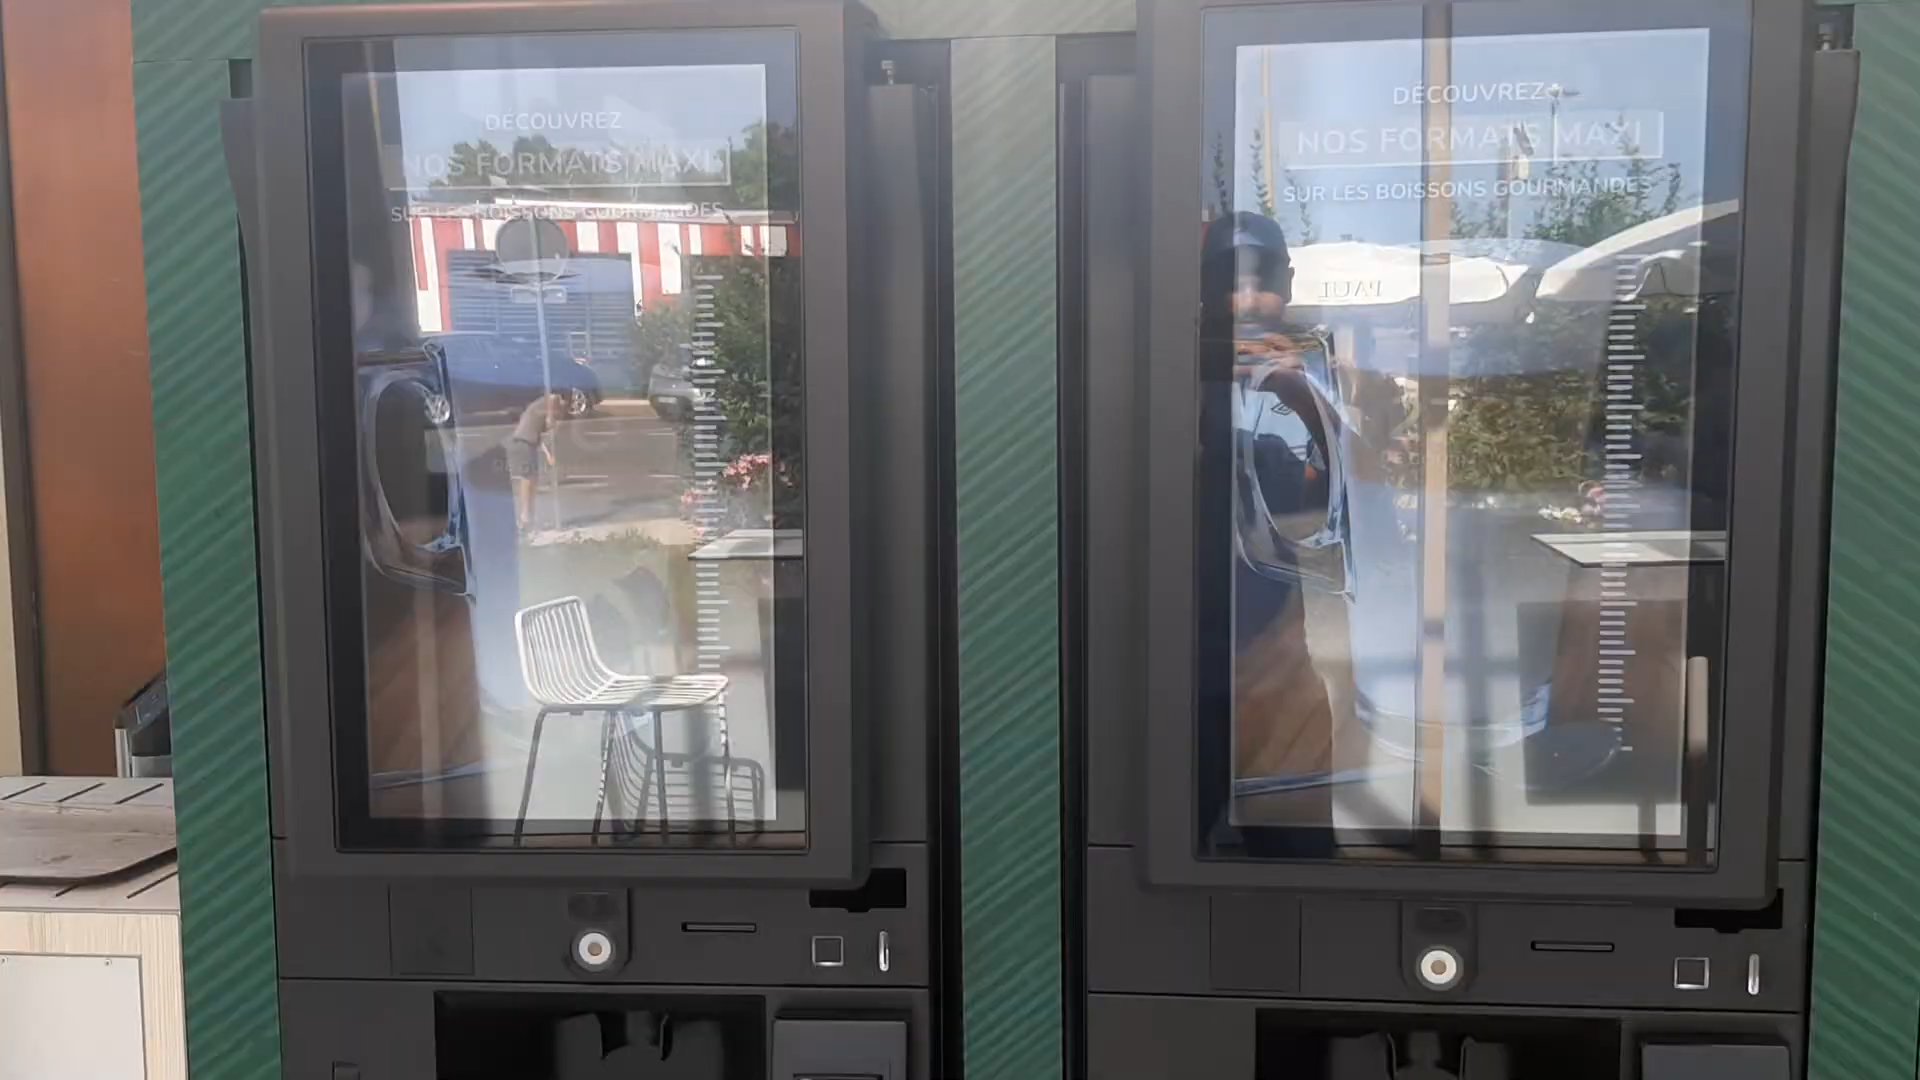 DÉCOUVREZ
NOS FORMATS MAXI
SUR LES BOISSONS GOURMANDES
DÉCOUVREZ
NOS FORMATS MAXI
SUR LES BOISSONS GOURMANDES
PAUL